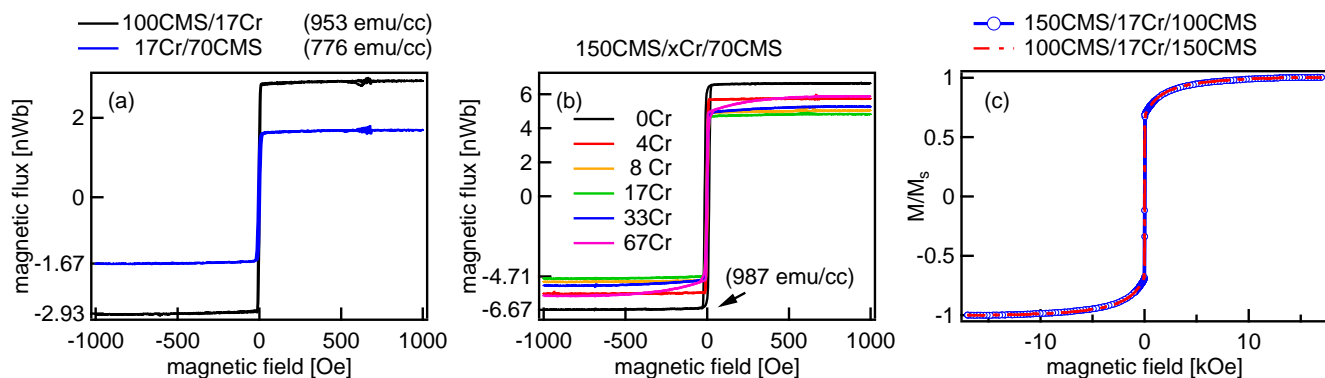 100CMS/17Cr (953 emu/cc)
17Cr/70CMS (776 emu/cc)
(a)
magnetic flux [nWb]
2
0
-1.67
-2.93
-1000 -500 0 500 1000
magnetic field [Oe]
150CMS/xCr/70CMS
(b)
magnetic flux [nWb]
6
4
2
0
-4.71
-6.67
0Cr
4Cr
8 Cr
17Cr
33Cr
67Cr
(987 emu/cc)
-1000 -500 0 500 1000
magnetic field [Oe]
150CMS/17Cr/100CMS
100CMS/17Cr/150CMS
(c)
M/Ms
1
0.5
0
-0.5
-1
-10 0 10
magnetic field [kOe]